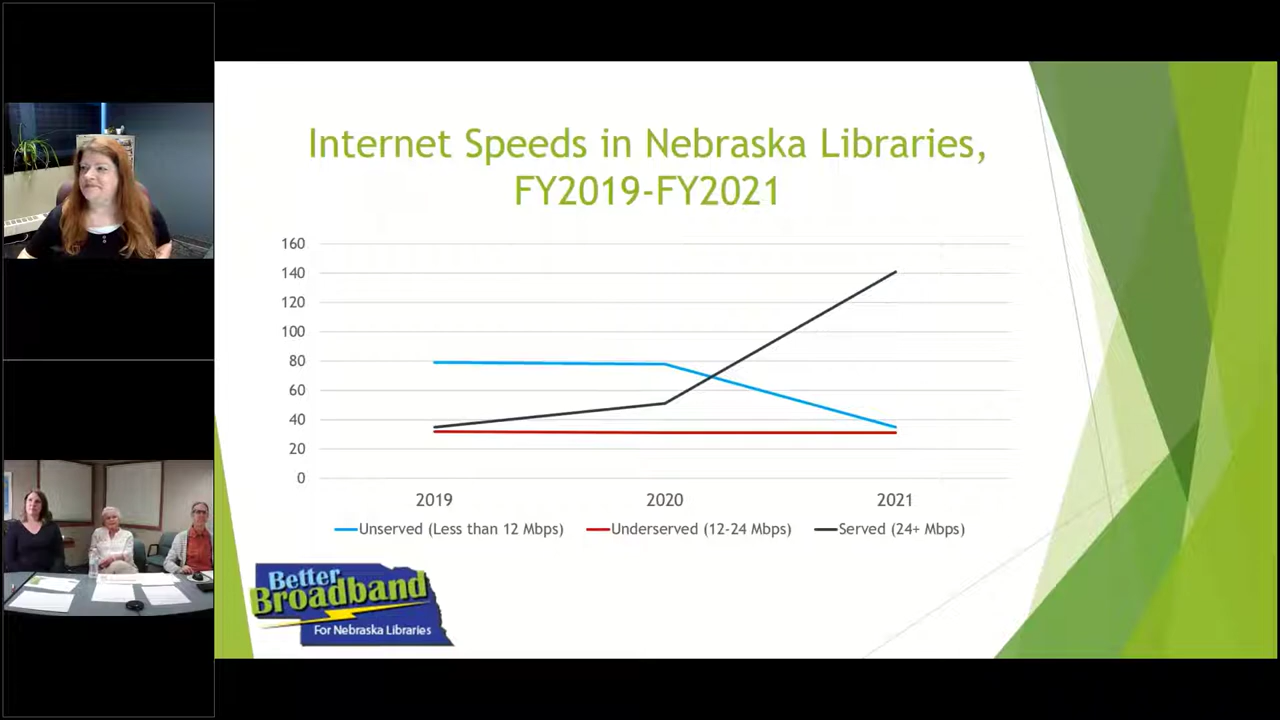 Internet Speeds in Nebraska Libraries,
FY2019-FY2021
160
140
120
100
80
60
40
20
0
2019 2020 2021
Unserved (Less than 12 Mbps) Underserved (12-24 Mbps) Served (24+ Mbps)
Better
Broadband
For Nebraska Libraries